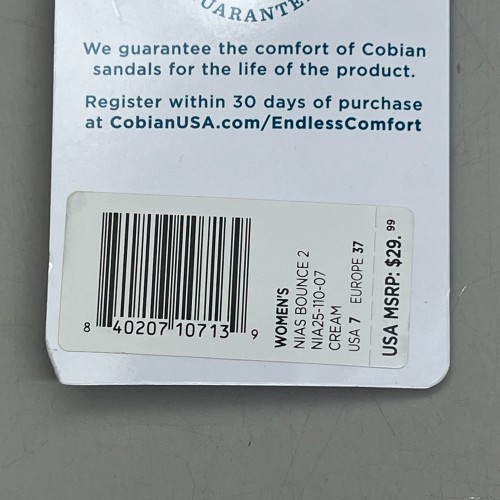 GUARANTEE
We guarantee the comfort of Cobian
sandals for the life of the product.
Register within 30 days of purchase
at CobianUSA.com/EndlessComfort
8 40207 10713 9
WOMEN'S
NIAS BOUNCE 2
NIA25-110-07
CREAM
USA 7 EUROPE 37
USA MSRP: $29.99